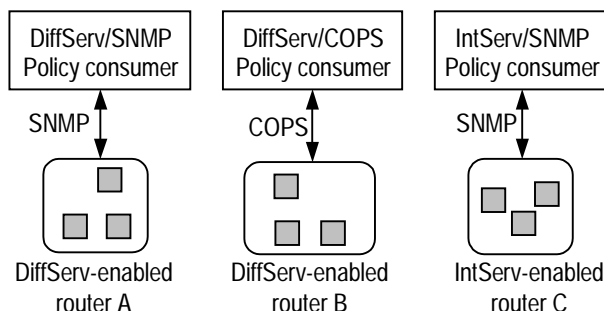 DiffServ/SNMP
Policy consumer
DiffServ/COPS
Policy consumer
IntServ/SNMP
Policy consumer
SNMP
COPS
SNMP
DiffServ-enabled
router A
DiffServ-enabled
router B
IntServ-enabled
router C